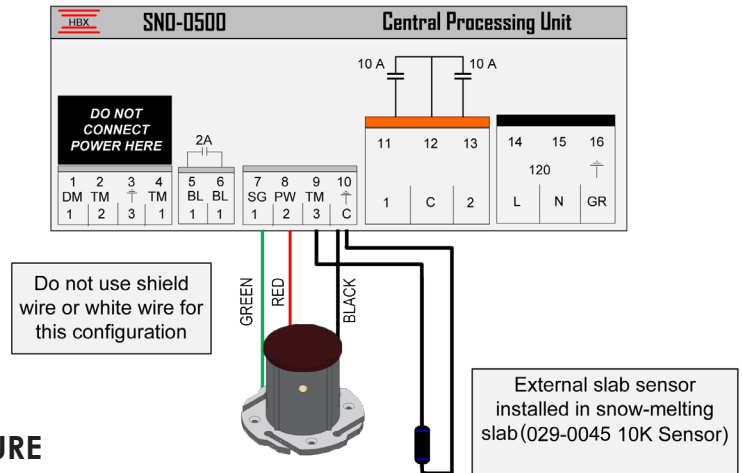 HBX SNO-0500 Central Processing Unit
10 A 10 A
DO NOT
CONNECT
POWER HERE
2A
1 2 3 4 5 6 7 8 9 10 11 12 13 14 15 16
120
DM TM TM BL BL SG PW TM
1 2 3 1 1 1 1 2 3 C 1 C 2 L N GR
GREEN
RED
BLACK
Do not use shield
wire or white wire for
this configuration
External slab sensor
installed in snow-melting
slab (029-0045 10K Sensor)
URE